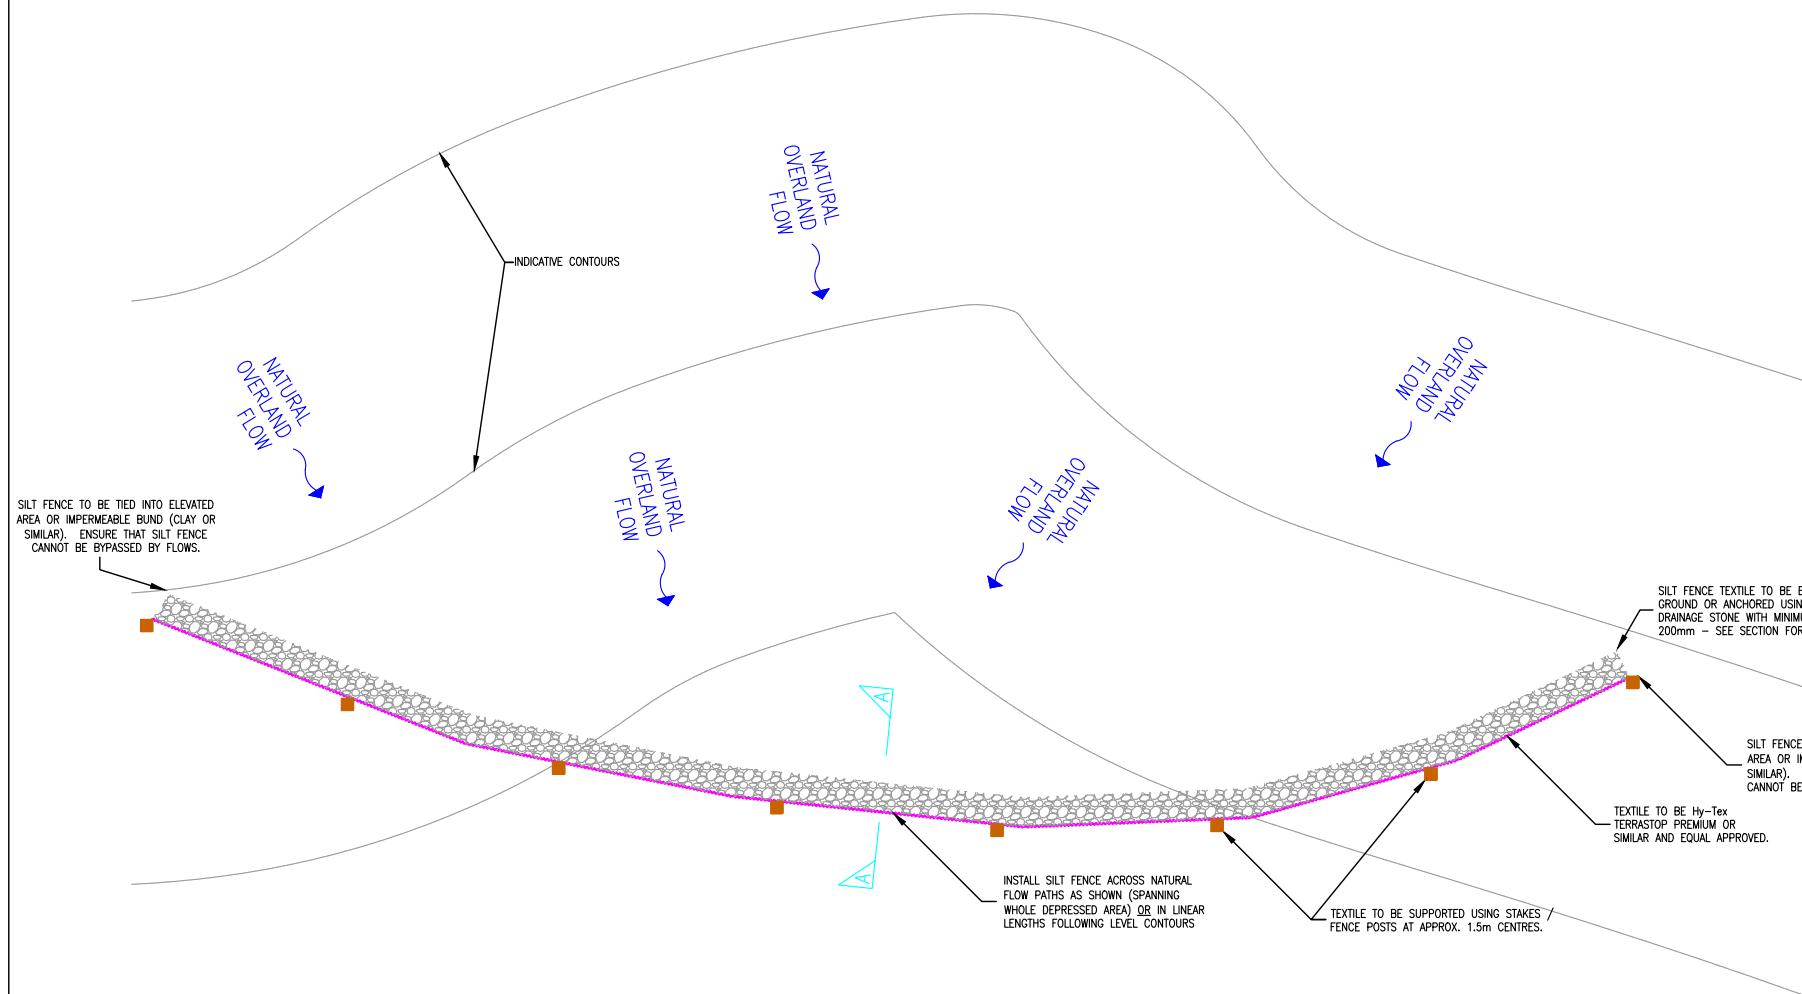 NATURAL
OVERLAND
FLOW
INDICATIVE CONTOURS
NATURAL
OVERLAND
FLOW
NATURAL
OVERLAND
FLOW
NATURAL
OVERLAND
FLOW
NATURAL
OVERLAND
FLOW
SILT FENCE TO BE TIED INTO ELEVATED
AREA OR IMPERMEABLE BUND (CLAY OR
SIMILAR). ENSURE THAT SILT FENCE
CANNOT BE BYPASSED BY FLOWS.
SILT FENCE TEXTILE TO BE
GROUND OR ANCHORED
DRAINAGE STONE WITH
200mm - SEE SECTION
A
SILT FENCE
AREA OR
SIMILAR).
CANNOT BE
TEXTILE TO BE Hy-Tex
TERRASTOP PREMIUM OR
SIMILAR AND EQUAL APPROVED.
A
INSTALL SILT FENCE ACROSS NATURAL
FLOW PATHS AS SHOWN (SPANNING
WHOLE DEPRESSED AREA) OR IN LINEAR
LENGTHS FOLLOWING LEVEL CONTOURS
TEXTILE TO BE SUPPORTED USING STAKES /
FENCE POSTS AT APPROX. 1.5m CENTRES.